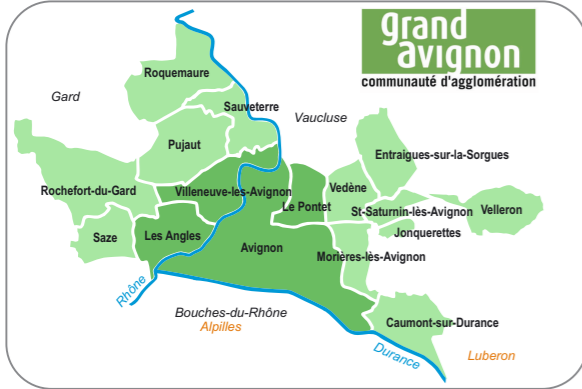 grand
avignon
communauté d'agglomération
Roquemaure
Gard
Sauveterre
Vaucluse
Pujaut
Entraigues-sur-la-Sorgues
Rochefort-du-Gard
Villeneuve-les-Avignon
Vedène
Le Pontet
St-Saturnin-lès-Avignon
Velleron
Saze
Les Angles
Jonquerettes
Avignon
Morières-lès-Avignon
Rhône
Bouches-du-Rhône
Alpilles
Caumont-sur-Durance
Durance
Luberon